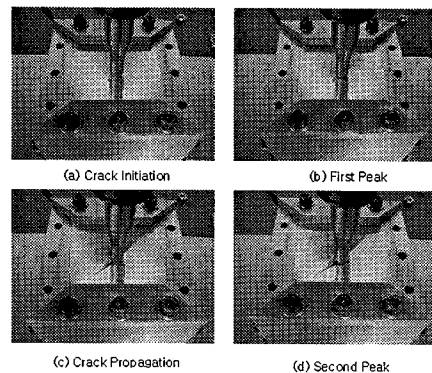 (a) Crack Initiation
(b) First Peak
(c) Crack Propagation
(d) Second Peak